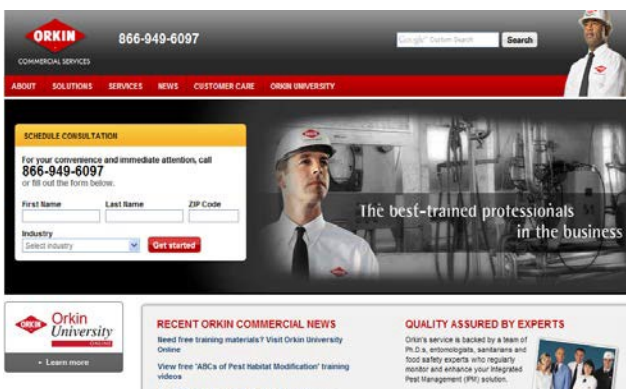 ORKIN
COMMERCIAL SERVICES
866-949-6097
Google™ Custom Search
Search
ABOUT SOLUTIONS SERVICES NEWS CUSTOMER CARE ORKIN UNIVERSITY
SCHEDULE CONSULTATION
For your convenience and immediate attention, call
866-949-6097
or fill out the form below.
First Name Last Name ZIP Code
Industry
Select industry
Get started
The best-trained professionals
in the business
ORKIN
Orkin
University
ONLINE
Learn more
RECENT ORKIN COMMERCIAL NEWS
Need free training materials? Visit Orkin University
Online
View free 'ABCs of Pest Habitat Modification' training
videos
QUALITY ASSURED BY EXPERTS
Orkin's service is backed by a team of
Ph.D.s, entomologists, sanitarians and
food safety experts who regularly
monitor and enhance your Integrated
Pest Management (IPM) solution.